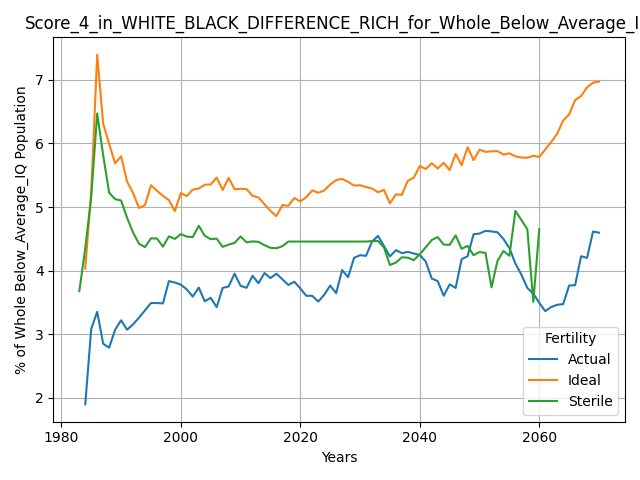 Score_4_in_WHITE_BLACK_DIFFERENCE_RICH_for_Whole_Below_Average_I
% of Whole Below_Average_IQ Population
7
6
5
4
3
2
1980
2000
2020
2040
2060
Years
Fertility
Actual
Ideal
Sterile